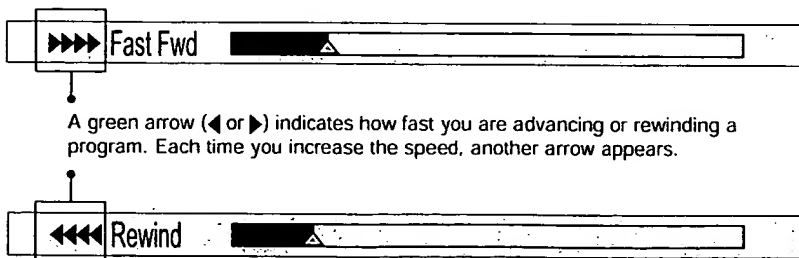 ▶▶▶▶ Fast Fwd
A green arrow (◀ or ▶) indicates how fast you are advancing or rewinding a
program. Each time you increase the speed, another arrow appears.
◀◀◀◀ Rewind